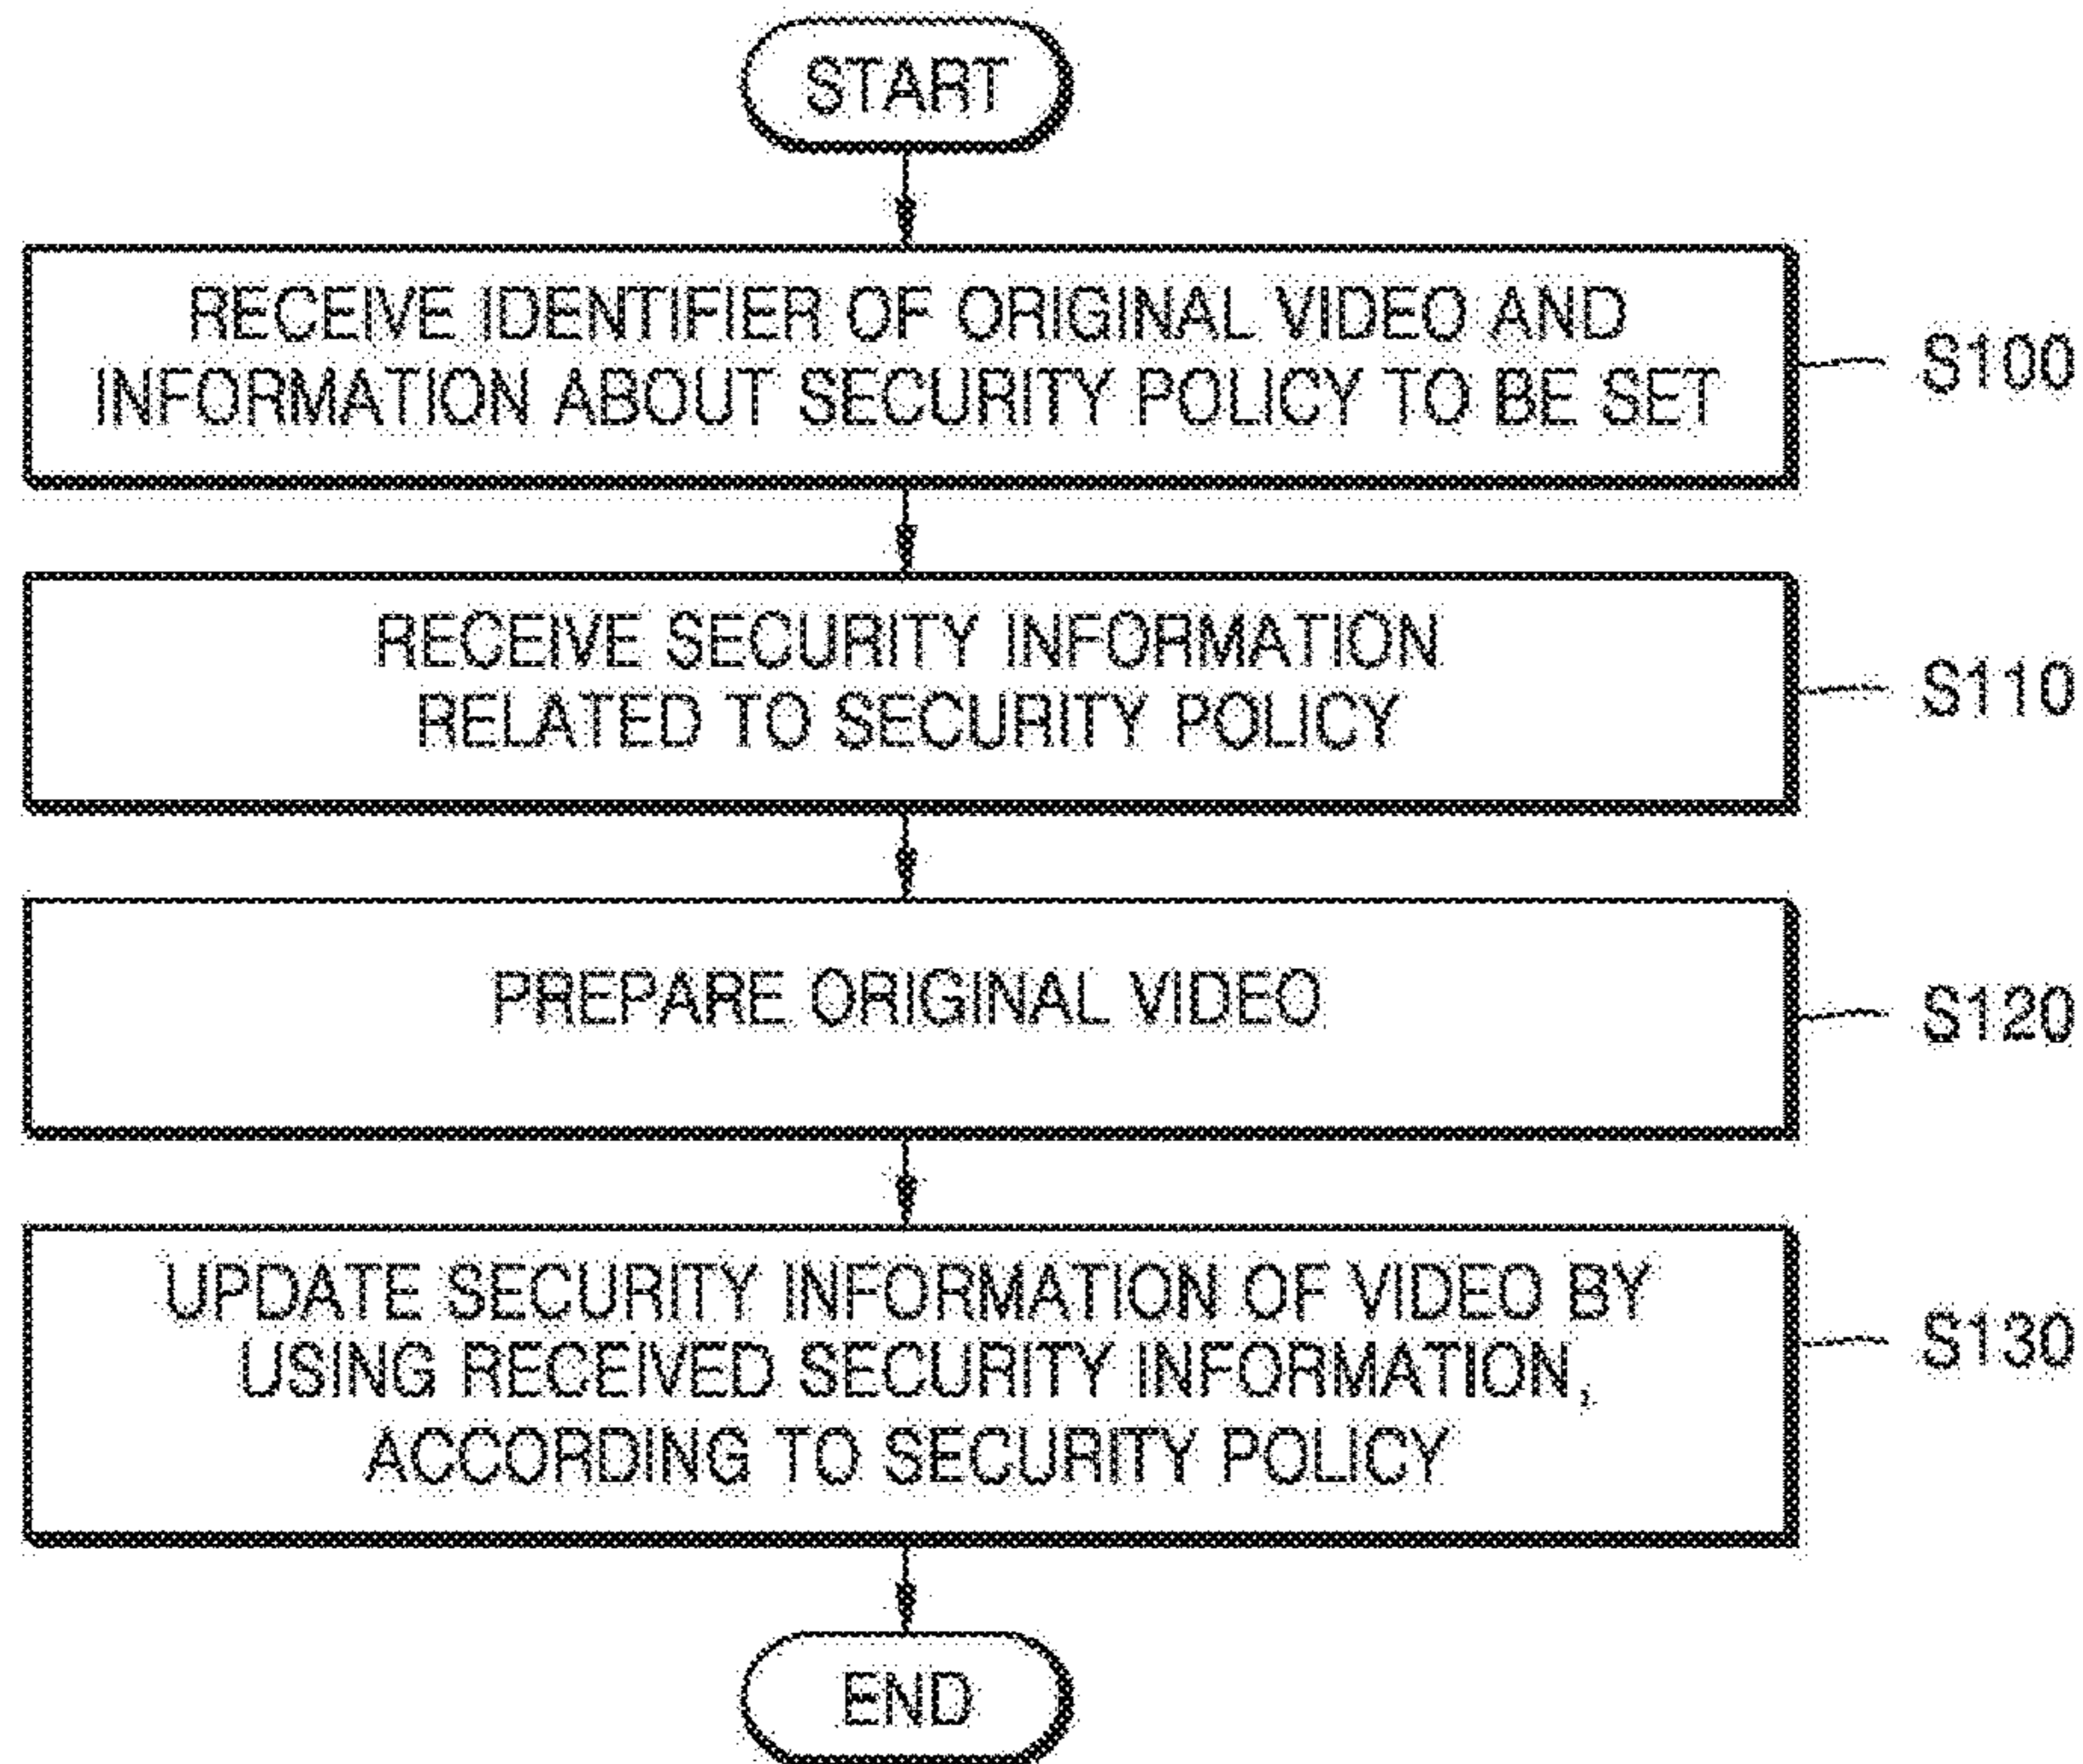 START
RECEIVE IDENTIFIER OF ORIGINAL VIDEO AND
INFORMATION ABOUT SECURITY POLICY TO BE SET
S100
RECEIVE SECURITY INFORMATION
RELATED TO SECURITY POLICY
S110
PREPARE ORIGINAL VIDEO
S120
UPDATE SECURITY INFORMATION OF VIDEO BY
USING RECEIVED SECURITY INFORMATION,
ACCORDING TO SECURITY POLICY
S130
END